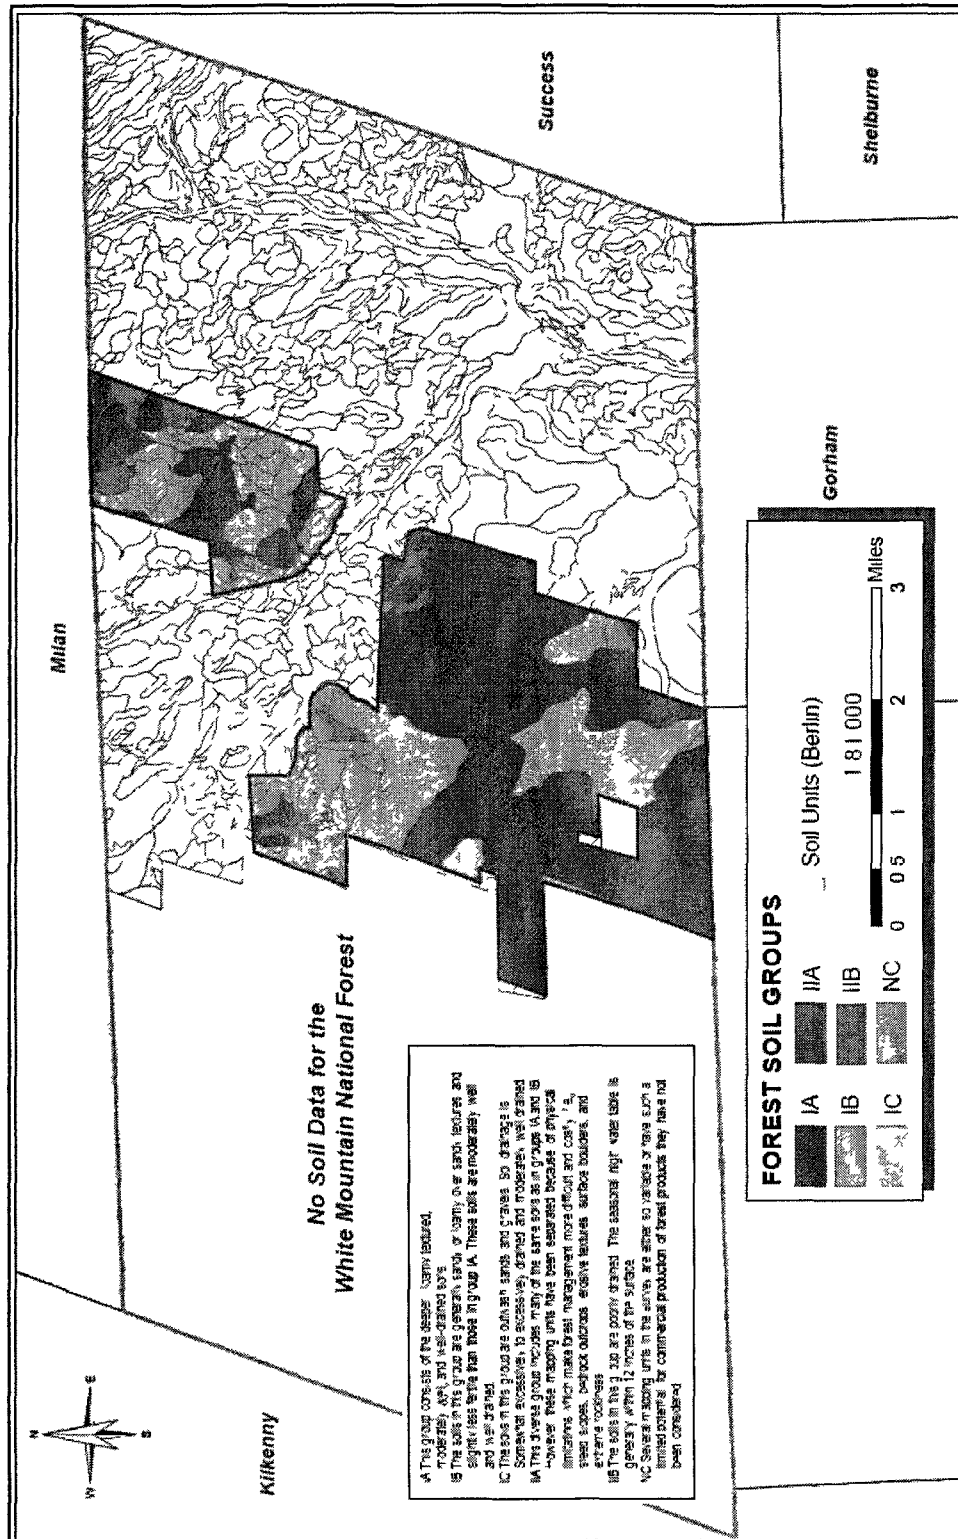 Milan
Success
Shelburne
Gorham
Kilkenny
N
W
E
S
No Soil Data for the
White Mountain National Forest
IA This group consists of the deeper loamy textured,
moderately well, and well-drained soils
IB The soils in this group are generally sandy or loamy over sandy textures and
slightly less fertile than those in group IA. These soils are moderately well
and well drained.
IC The soils in this group are outwash sands and gravels. Soil drainage is
Somewhat excessively to excessively drained and moderately well drained
IIA This diverse group includes many of the same soils as in groups IA and IB
however, these mapping units have been separated because of physical
limitations which make forest management more difficult and costly, i.e.,
steep slopes, bedrock outcrops erosive textures surface boulders, and
extreme rockiness
IIB The soils in this group are poorly drained. The seasonal high water table is
generally within 12 inches of the surface
NC Several mapping units in the survey are either so variable or have such a
limited potential for commercial production of forest products they have not
been considered
FOREST SOIL GROUPS
IA IIA Soil Units (Berlin)
IB IIB 1 81 000
IC NC
0 0 5 1 2 3 Miles